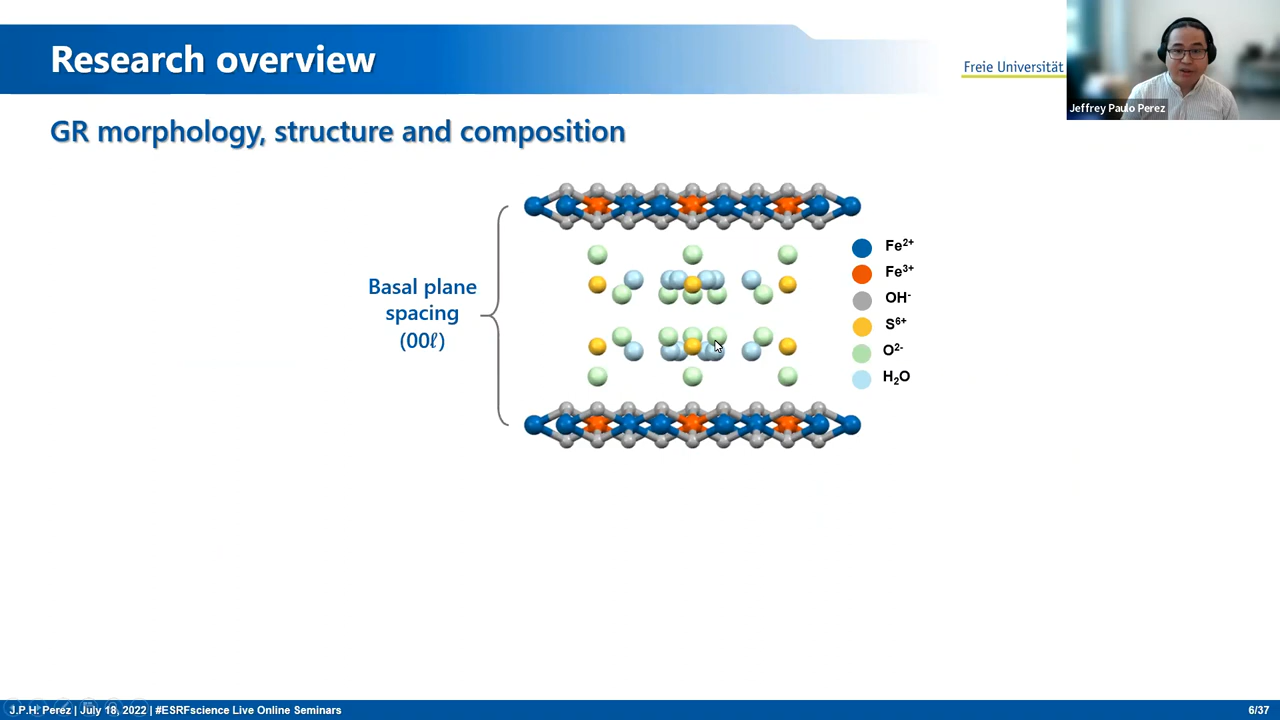 Research overview
Freie Universität
Jeffrey Paulo Perez
GR morphology, structure and composition
Basal plane
spacing
(00ℓ)
Fe²⁺
Fe³⁺
OH⁻
S⁶⁺
O²⁻
H₂O
J.P.H. Perez | July 18, 2022 | #ESRFscience Live Online Seminars
6/37